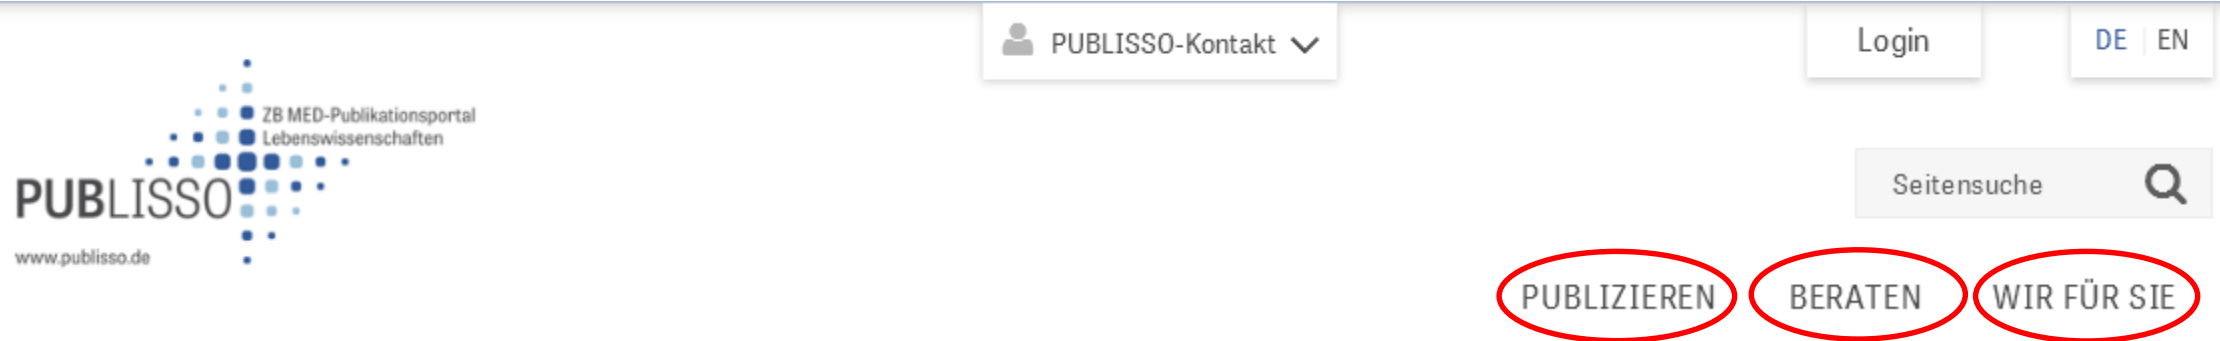 PUBLISSO-Kontakt
Login
DE | EN
ZB MED-Publikationsportal
Lebenswissenschaften
PUBLISSO
www.publisso.de
Seitensuche
PUBLIZIEREN BERATEN WIR FÜR SIE